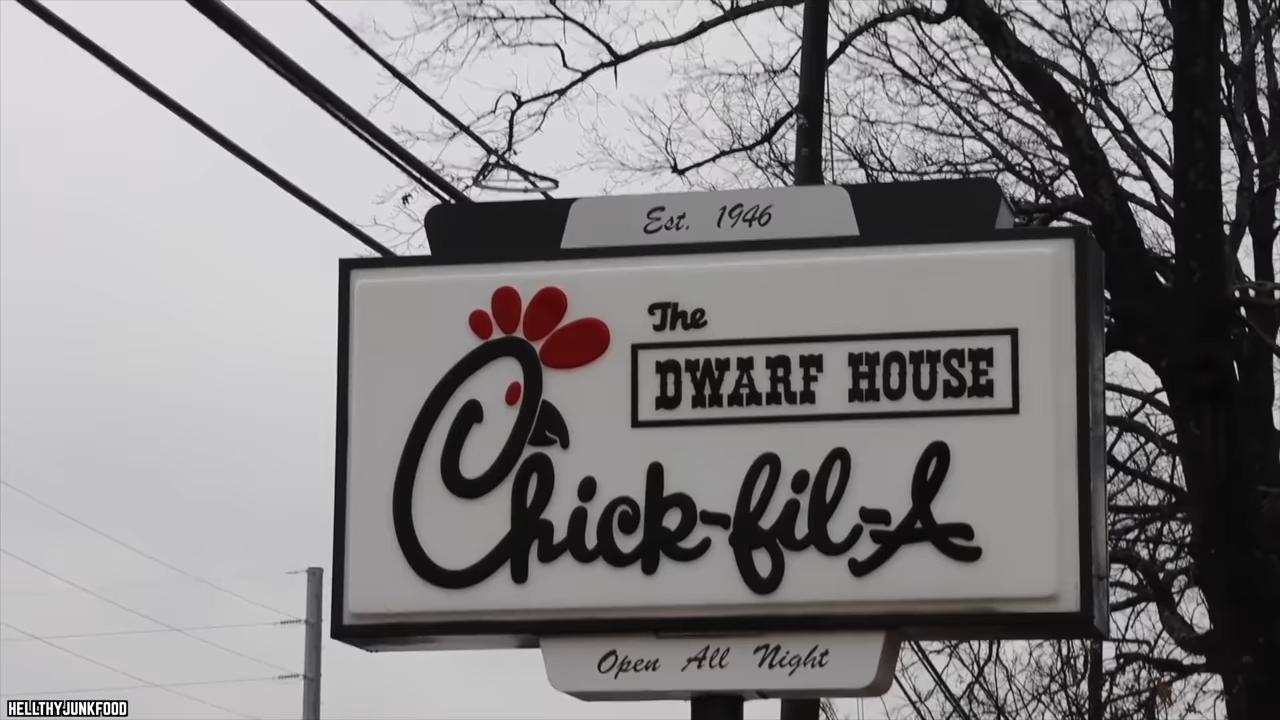 Est. 1946
The
DWARF HOUSE
Chick-fil-A
Open All Night
HELLTHYJUNKFOOD